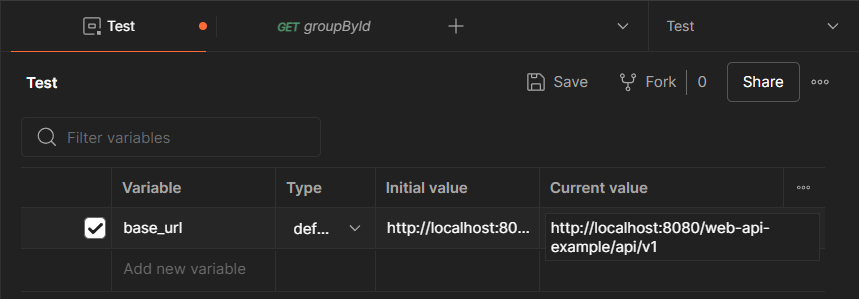 Test
GET groupById
Test
Test
Save
Fork
0
Share
Filter variables
Variable
Type
Initial value
Current value
base_url
def...
http://localhost:80...
http://localhost:8080/web-api-
example/api/v1
Add new variable